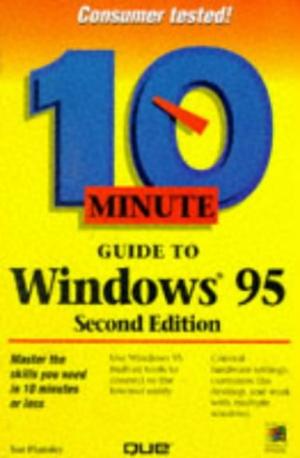 Consumer tested!
10
MINUTE
GUIDE TO
Windows® 95
Second Edition
Master the
skills you need
in 10 minutes
or less
Use Windows 95
built-in tools to
connect to the
Internet easily
Control
hardware settings,
customize the
desktop, and work
with multiple
windows
Sue Plumley
que®